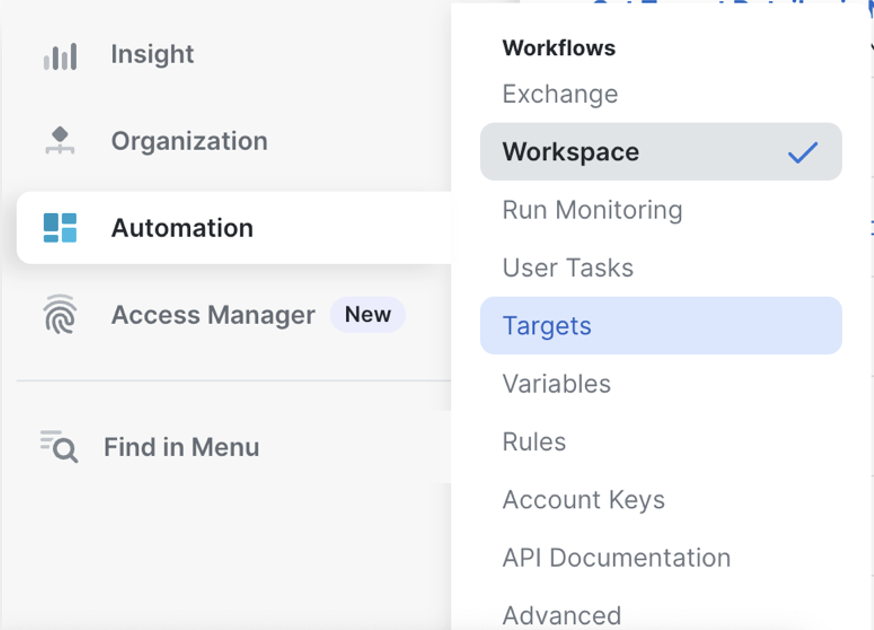 Insight
Organization
Automation
Access Manager New
Find in Menu
Workflows
Exchange
Workspace
Run Monitoring
User Tasks
Targets
Variables
Rules
Account Keys
API Documentation
Advanced